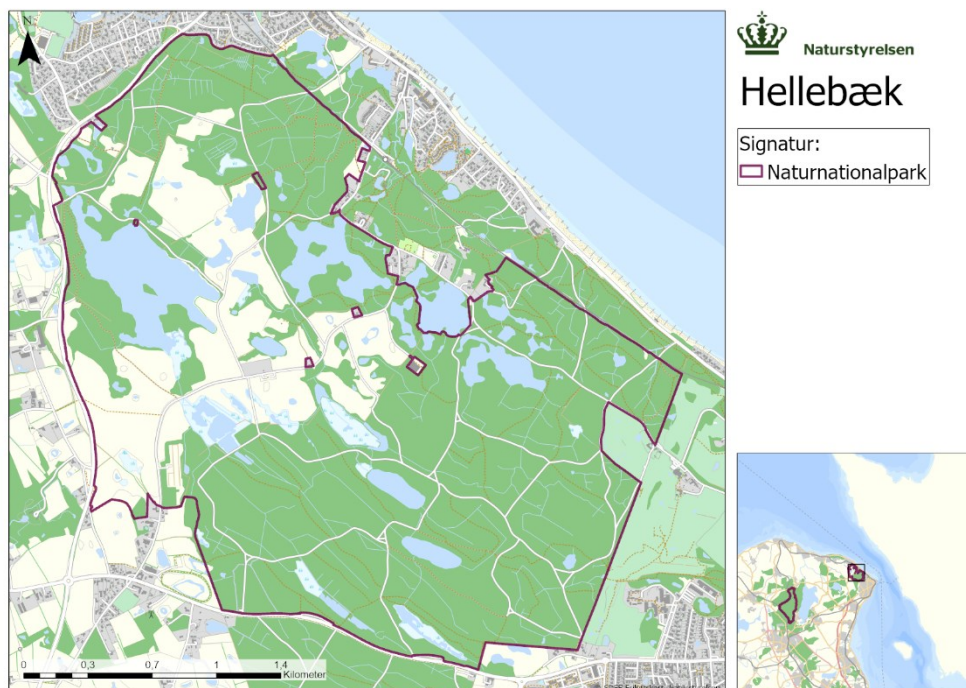 N
Naturstyrelsen
Hellebæk
Signatur:
Naturnationalpark
0 0,3 0,7 1 1,4
Kilometer